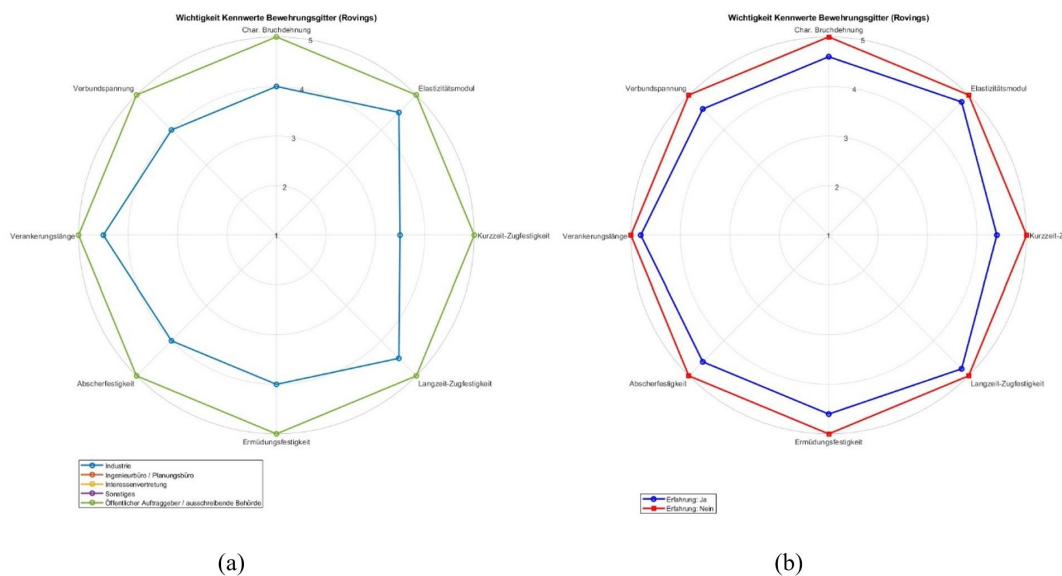 Wichtigkeit Kennwerte Bewehrungsgitter (Rovings)
Char. Bruchdehnung
5
Verbundspannung
Elastizitätsmodul
4
3
2
Verankerungslänge
1
Kurzzeit-Zugfestigkeit
Abscherfestigkeit
Langzeit-Zugfestigkeit
Ermüdungsfestigkeit
Industrie
Ingenieurbüro / Planungsbüro
Interessenvertretung
Sonstiges
Öffentlicher Auftraggeber / ausschreibende Behörde
(a)
Wichtigkeit Kennwerte Bewehrungsgitter (Rovings)
Char. Bruchdehnung
5
Verbundspannung
Elastizitätsmodul
4
3
2
Verankerungslänge
1
Kurzzeit-Z
Abscherfestigkeit
Langzeit-Zugfestigkeit
Ermüdungsfestigkeit
Erfahrung: Ja
Erfahrung: Nein
(b)